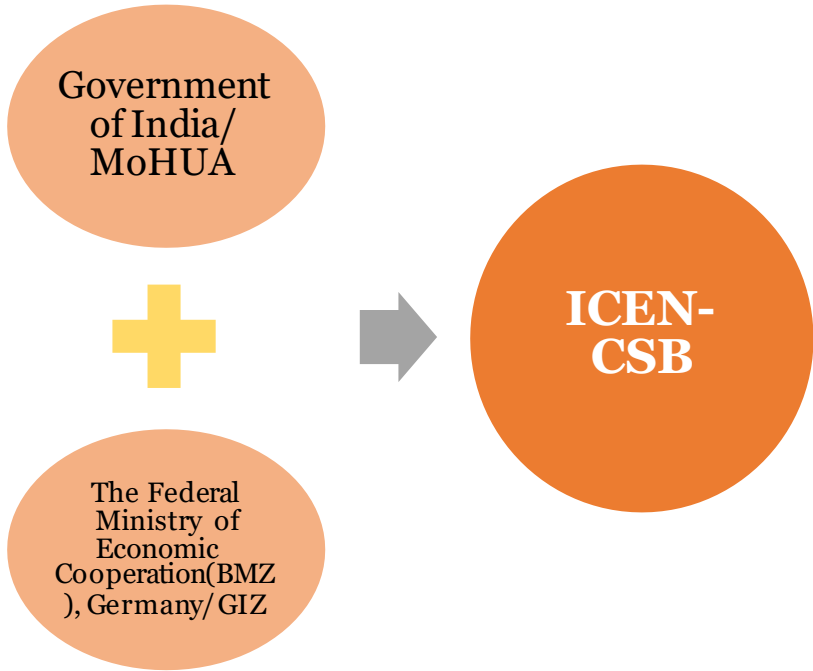 Government
of India/
MoHUA
ICEN-
CSB
The Federal
Ministry of
Economic
Cooperation(BMZ
), Germany/ GIZ